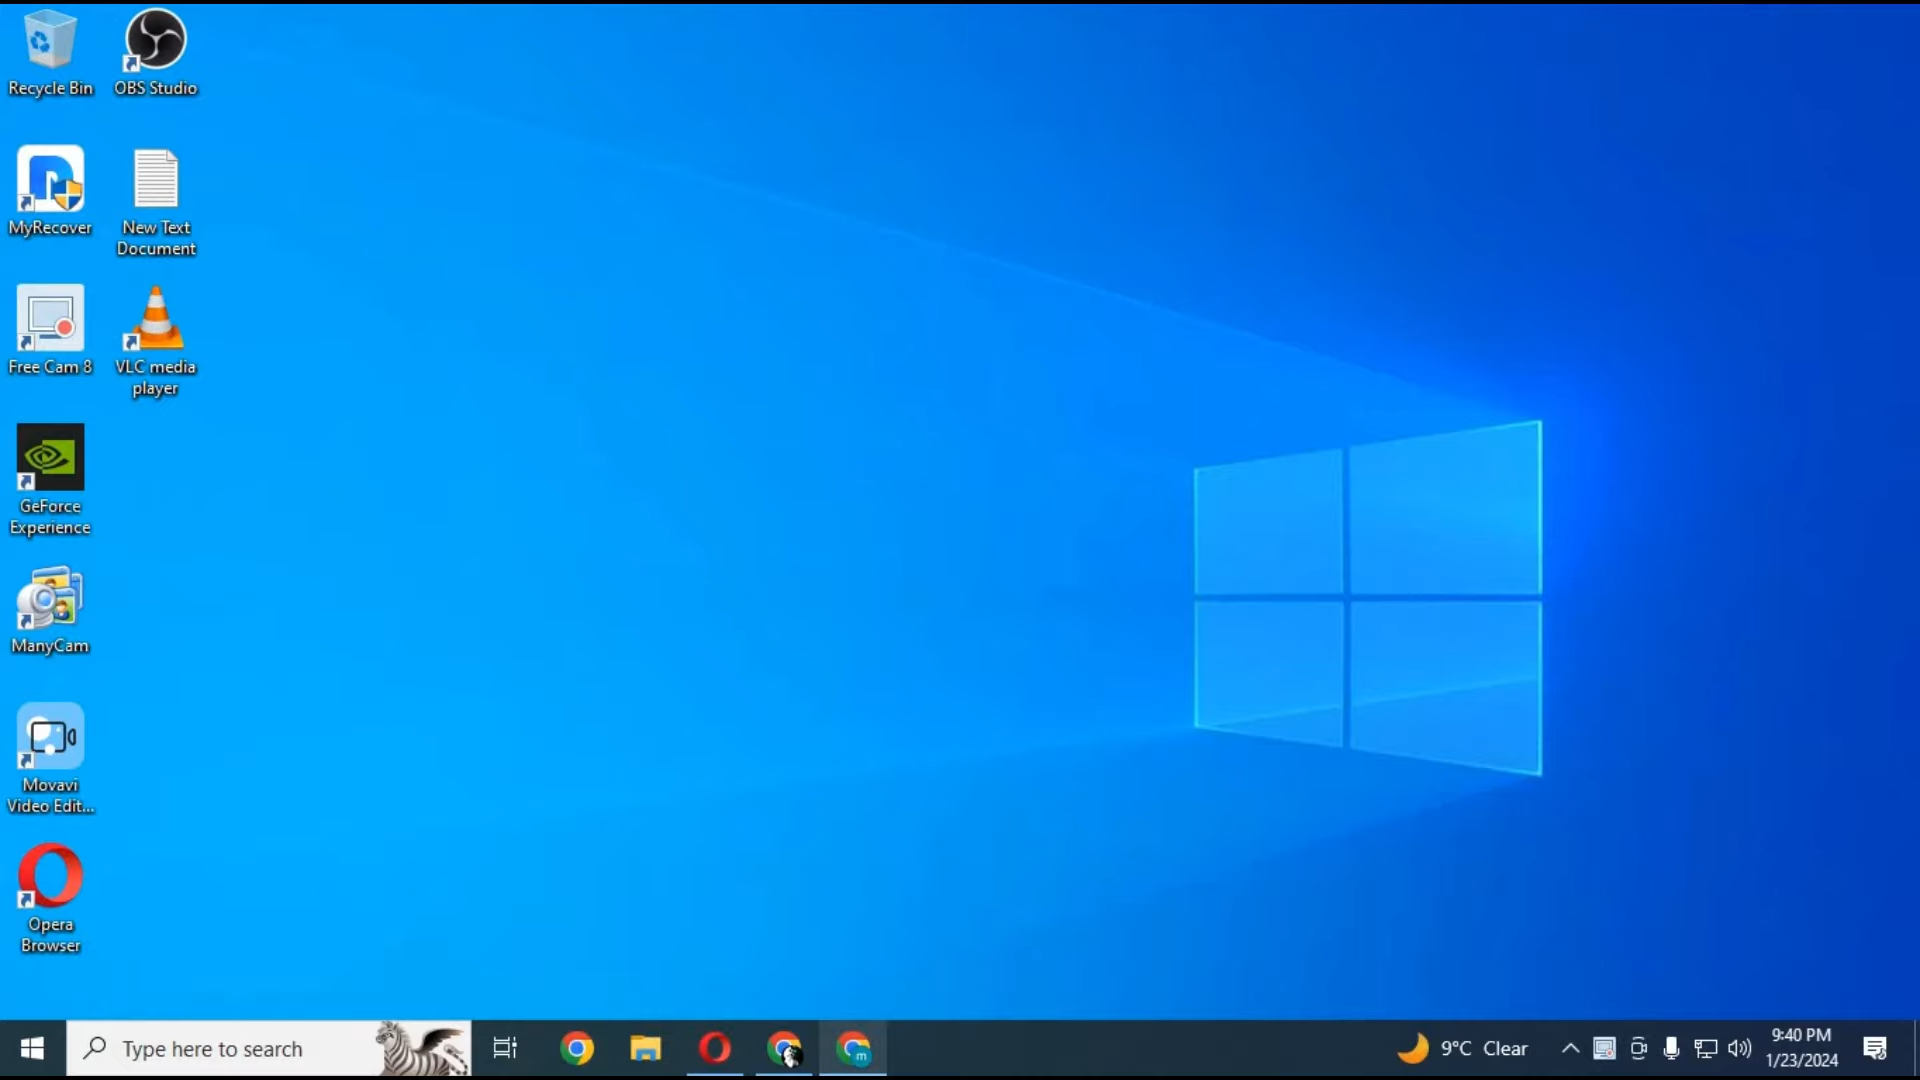 Recycle Bin
OBS Studio
MyRecover
New Text
Document
Free Cam 8
VLC media
player
GeForce
Experience
ManyCam
Movavi
Video Edit...
Opera
Browser
Type here to search
m
9°C Clear
9:40 PM
1/23/2024